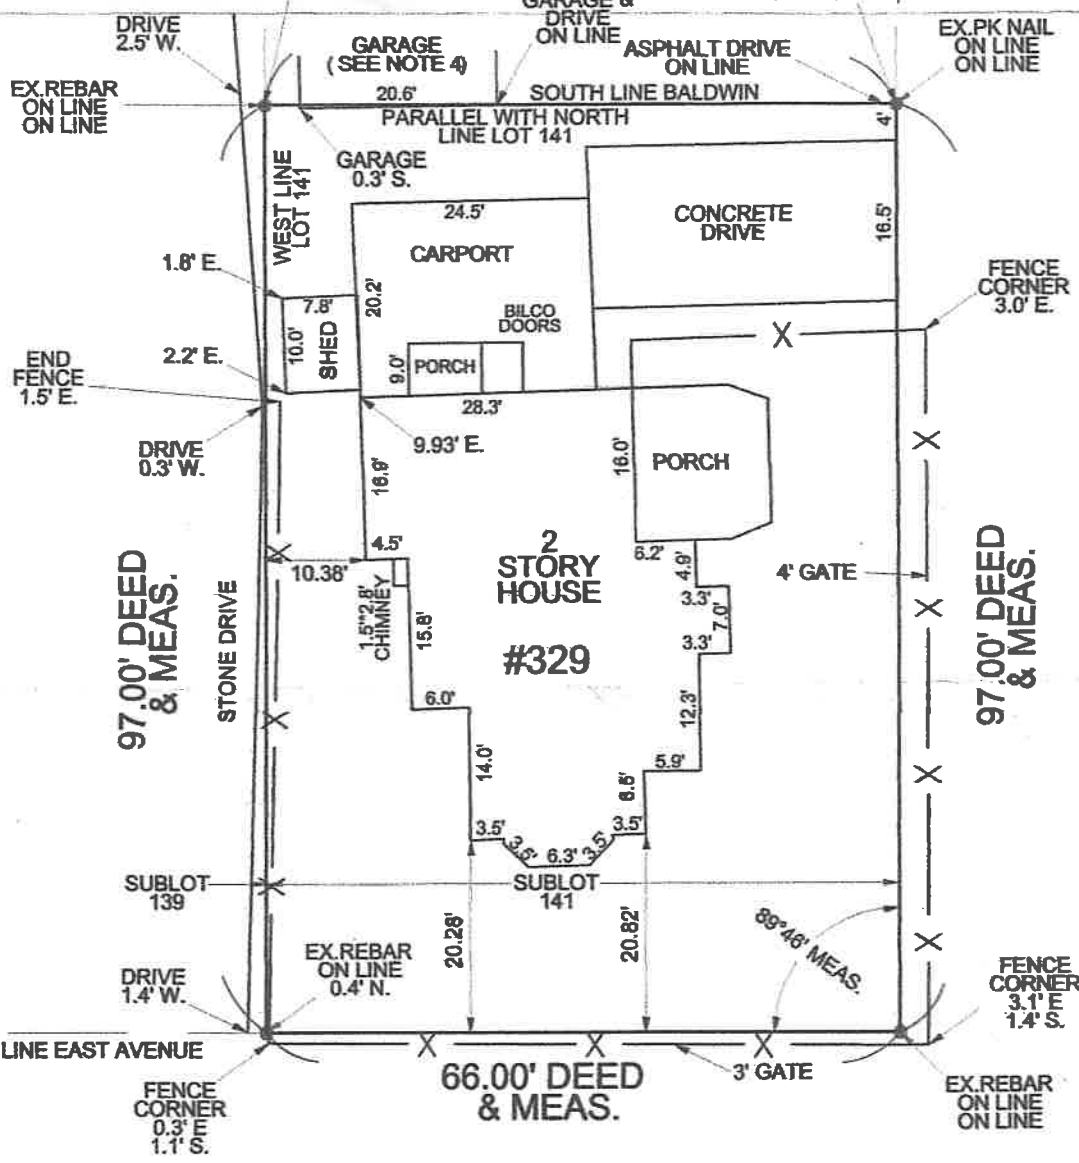 GARAGE &
DRIVE
ON LINE
DRIVE
2.5' W.
GARAGE
(SEE NOTE 4)
ASPHALT DRIVE
ON LINE
EX.PK NAIL
ON LINE
ON LINE
EX.REBAR
ON LINE
ON LINE
20.6'
SOUTH LINE BALDWIN
PARALLEL WITH NORTH
LINE LOT 141
4'
GARAGE
0.3' S.
WEST LINE
LOT 141
24.5'
CARPORT
CONCRETE
DRIVE
16.5'
1.8' E.
7.8'
10.0'
SHED
20.2'
BILCO
DOORS
FENCE
CORNER
3.0' E.
2.2' E.
9.0'
PORCH
END
FENCE
1.5' E.
28.3'
9.93' E.
DRIVE
0.3' W.
16.9'
16.0'
PORCH
4.5'
10.38'
2
STORY
HOUSE
#329
6.2'
4.9'
3.3'
7.0'
3.3'
4' GATE
1.5'*2.8'
CHIMNEY
15.8'
97.00' DEED
& MEAS.
STONE DRIVE
97.00' DEED
& MEAS.
6.0'
12.3'
14.0'
5.9'
6.5'
3.5'
3.5'
6.3'
3.5'
3.5'
SUBLOT
139
SUBLOT
141
20.28'
20.82'
89°46' MEAS.
EX.REBAR
ON LINE
0.4' N.
DRIVE
1.4' W.
FENCE
CORNER
3.1' E
1.4' S.
LINE EAST AVENUE
66.00' DEED
& MEAS.
3' GATE
FENCE
CORNER
0.3' E
1.1' S.
EX.REBAR
ON LINE
ON LINE